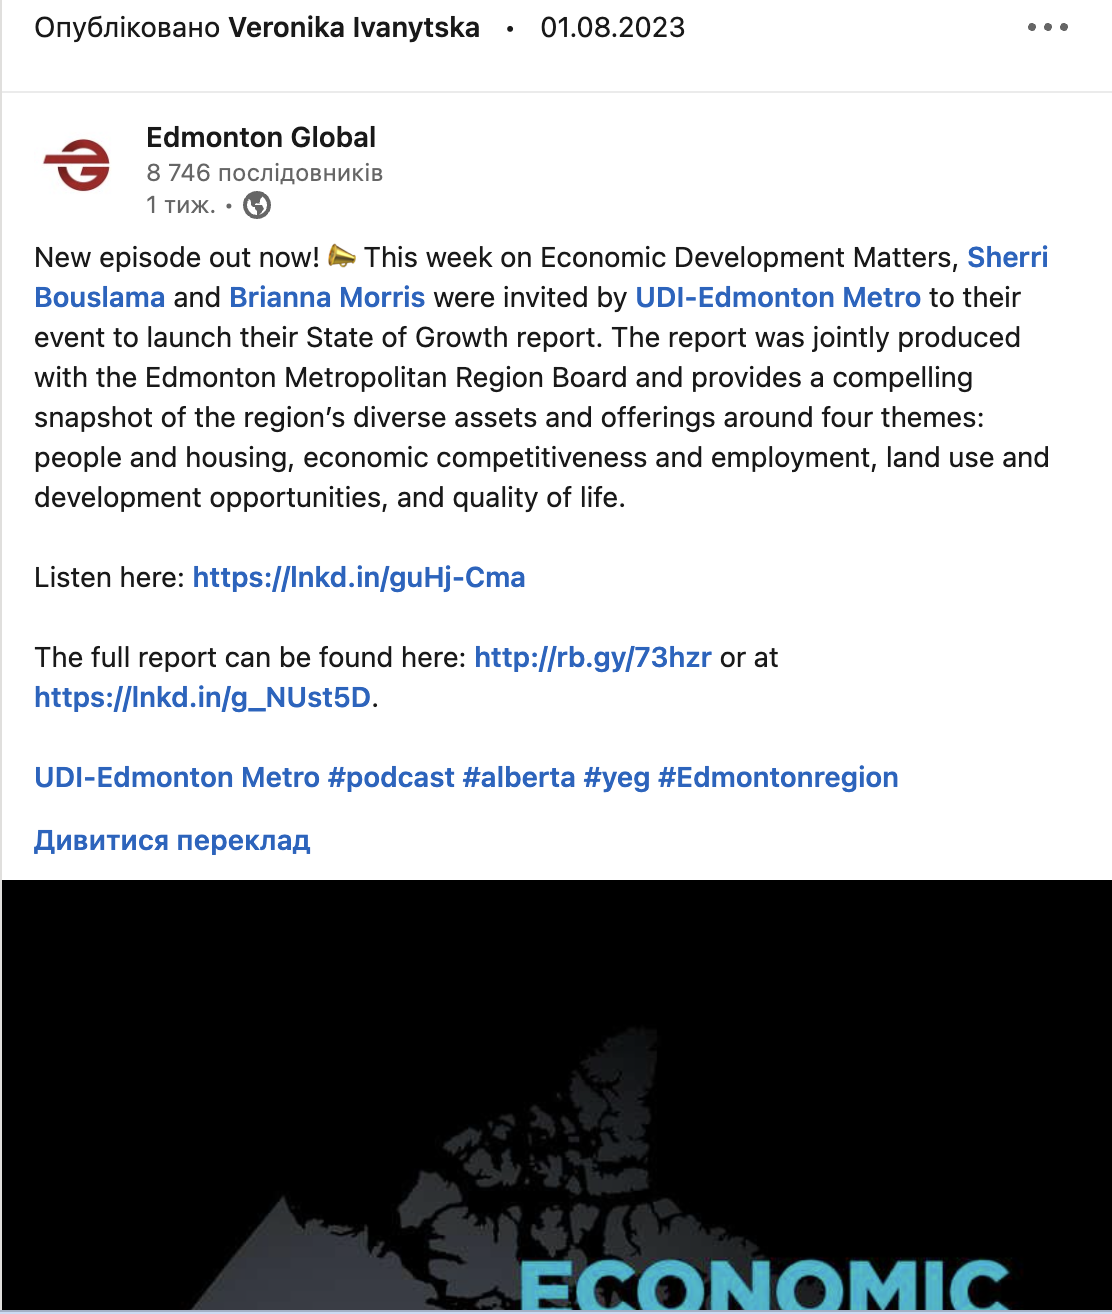 Опубліковано Veronika Ivanytska • 01.08.2023
Edmonton Global
8 746 послідовників
1 тиж. •
New episode out now! 📣 This week on Economic Development Matters, Sherri
Bouslama and Brianna Morris were invited by UDI-Edmonton Metro to their
event to launch their State of Growth report. The report was jointly produced
with the Edmonton Metropolitan Region Board and provides a compelling
snapshot of the region’s diverse assets and offerings around four themes:
people and housing, economic competitiveness and employment, land use and
development opportunities, and quality of life.
Listen here: https://lnkd.in/guHj-Cma
The full report can be found here: http://rb.gy/73hzr or at
https://lnkd.in/g_NUst5D.
UDI-Edmonton Metro #podcast #alberta #yeg #Edmontonregion
Дивитися переклад
ECONOMIC